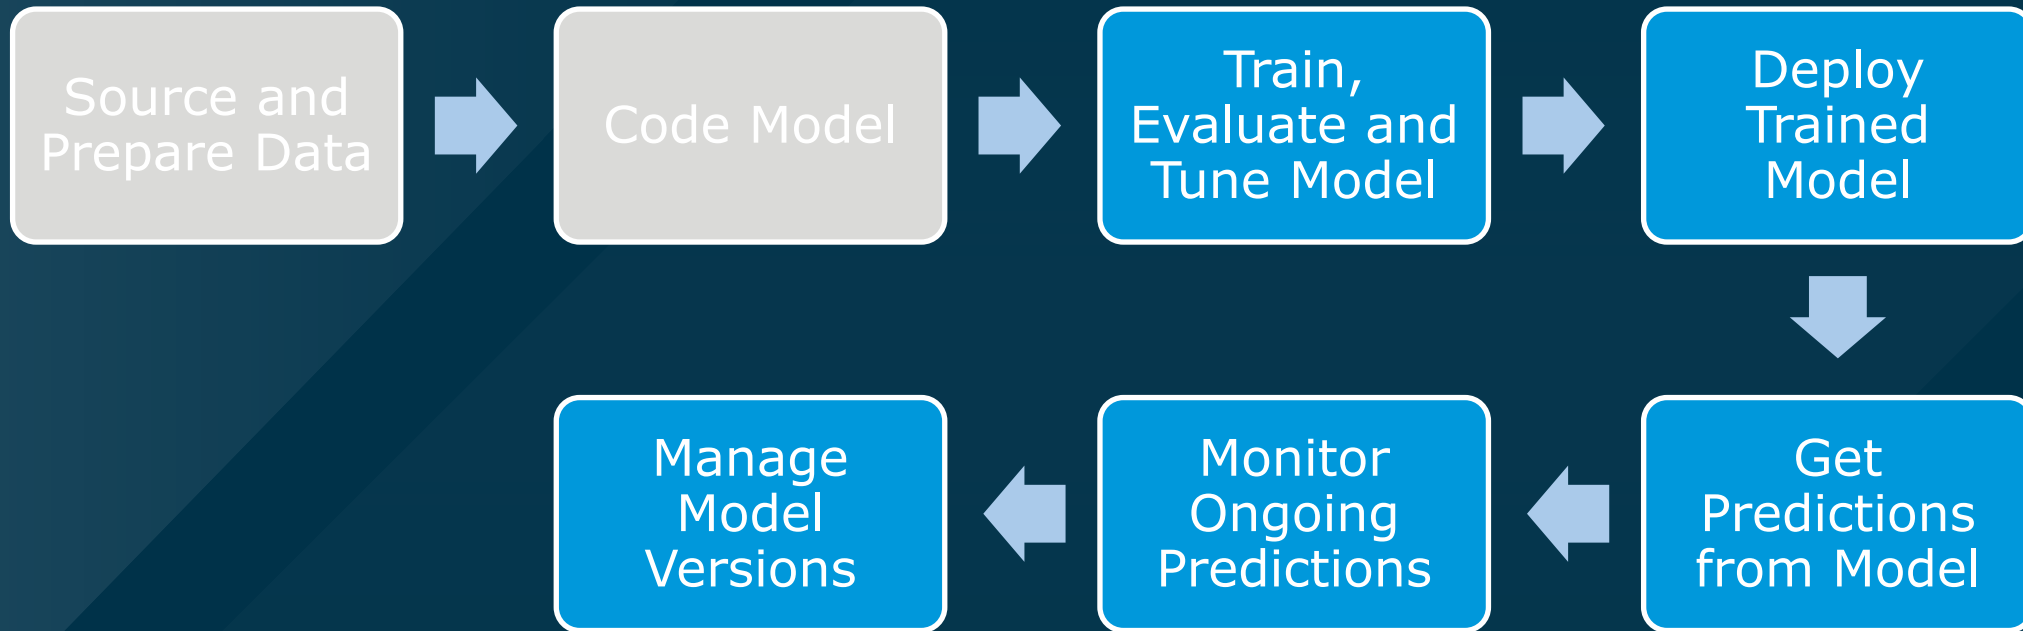 Source and
Prepare Data
Code Model
Train,
Evaluate and
Tune Model
Deploy
Trained
Model
Get
Predictions
from Model
Monitor
Ongoing
Predictions
Manage
Model
Versions